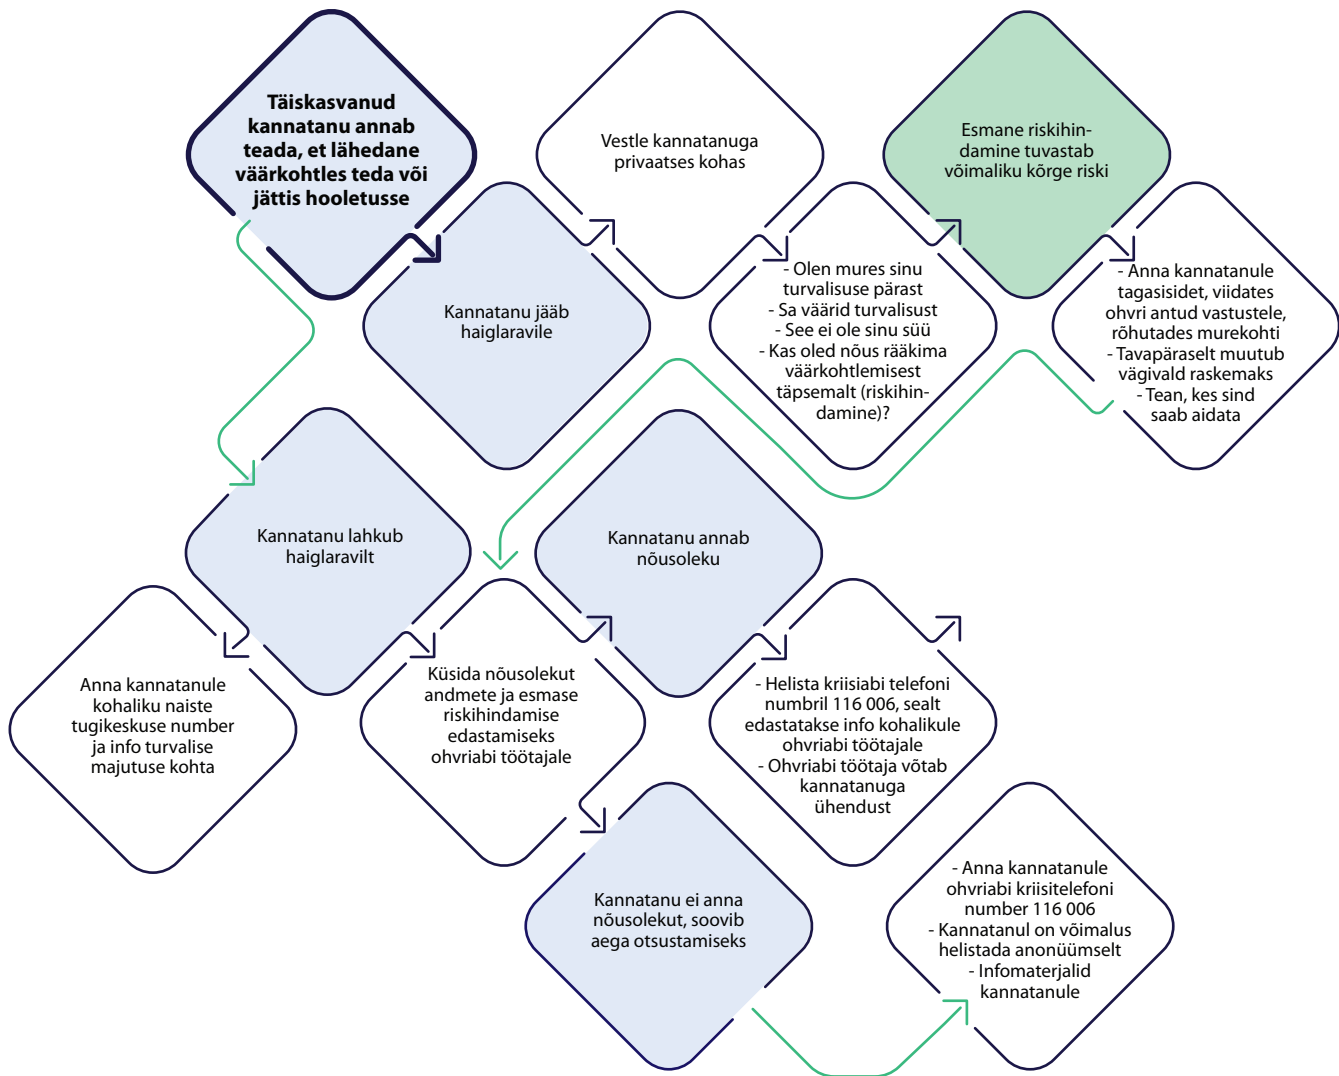 Täiskasvanud
kannatanu annab
teada, et lähedane
väärkohtles teda või
jättis hooletusse
Vestle kannatanuga
privaatses kohas
Esmane riskihin-
damine tuvastab
võimaliku kõrge riski
Kannatanu jääb
haiglaravile
- Olen mures sinu
turvalisuse pärast
- Sa väärid turvalisust
- See ei ole sinu süü
- Kas oled nõus rääkima
väärkohtlemisest
täpsemalt (riskihin-
damine)?
- Anna kannatanule
tagasisidet, viidates
ohvri antud vastustele,
rõhutades murekohti
- Tavapäraselt muutub
vägivald raskemaks
- Tean, kes sind
saab aidata
Kannatanu lahkub
haiglaravilt
Kannatanu annab
nõusoleku
Anna kannatanule
kohaliku naiste
tugikeskuse number
ja info turvalise
majutuse kohta
Küsida nõusolekut
andmete ja esmase
riskihindamise
edastamiseks
ohvriabi töötajale
- Helista kriisiabi telefoni
numbril 116 006, sealt
edastatakse info kohalikule
ohvriabi töötajale
- Ohvriabi töötaja võtab
kannatanuga
ühendust
Kannatanu ei anna
nõusolekut, soovib
aega otsustamiseks
- Anna kannatanule
ohvriabi kriisitelefoni
number 116 006
- Kannatanul on võimalus
helistada anonüümselt
- Infomaterjalid
kannatanule